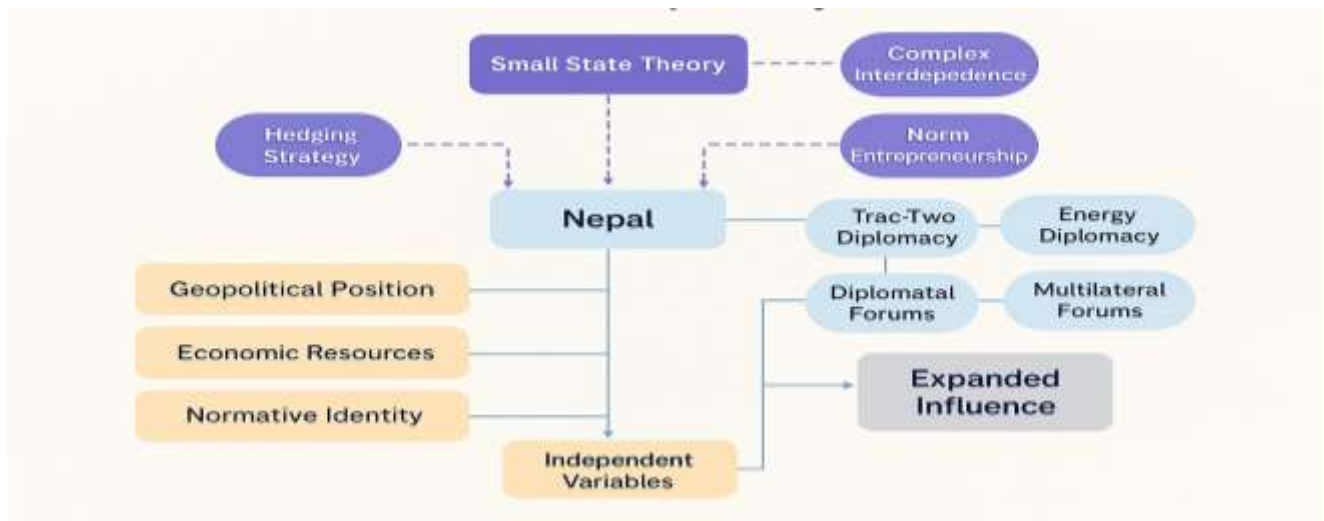 Small State Theory
Complex
Interdepedence
Hedging
Strategy
Norm
Entrepreneurship
Nepal
Trac-Two
Diplomacy
Energy
Diplomacy
Geopolitical Position
Diplomatal
Forums
Multilateral
Forums
Economic Resources
Expanded
Influence
Normative Identity
Independent
Variables